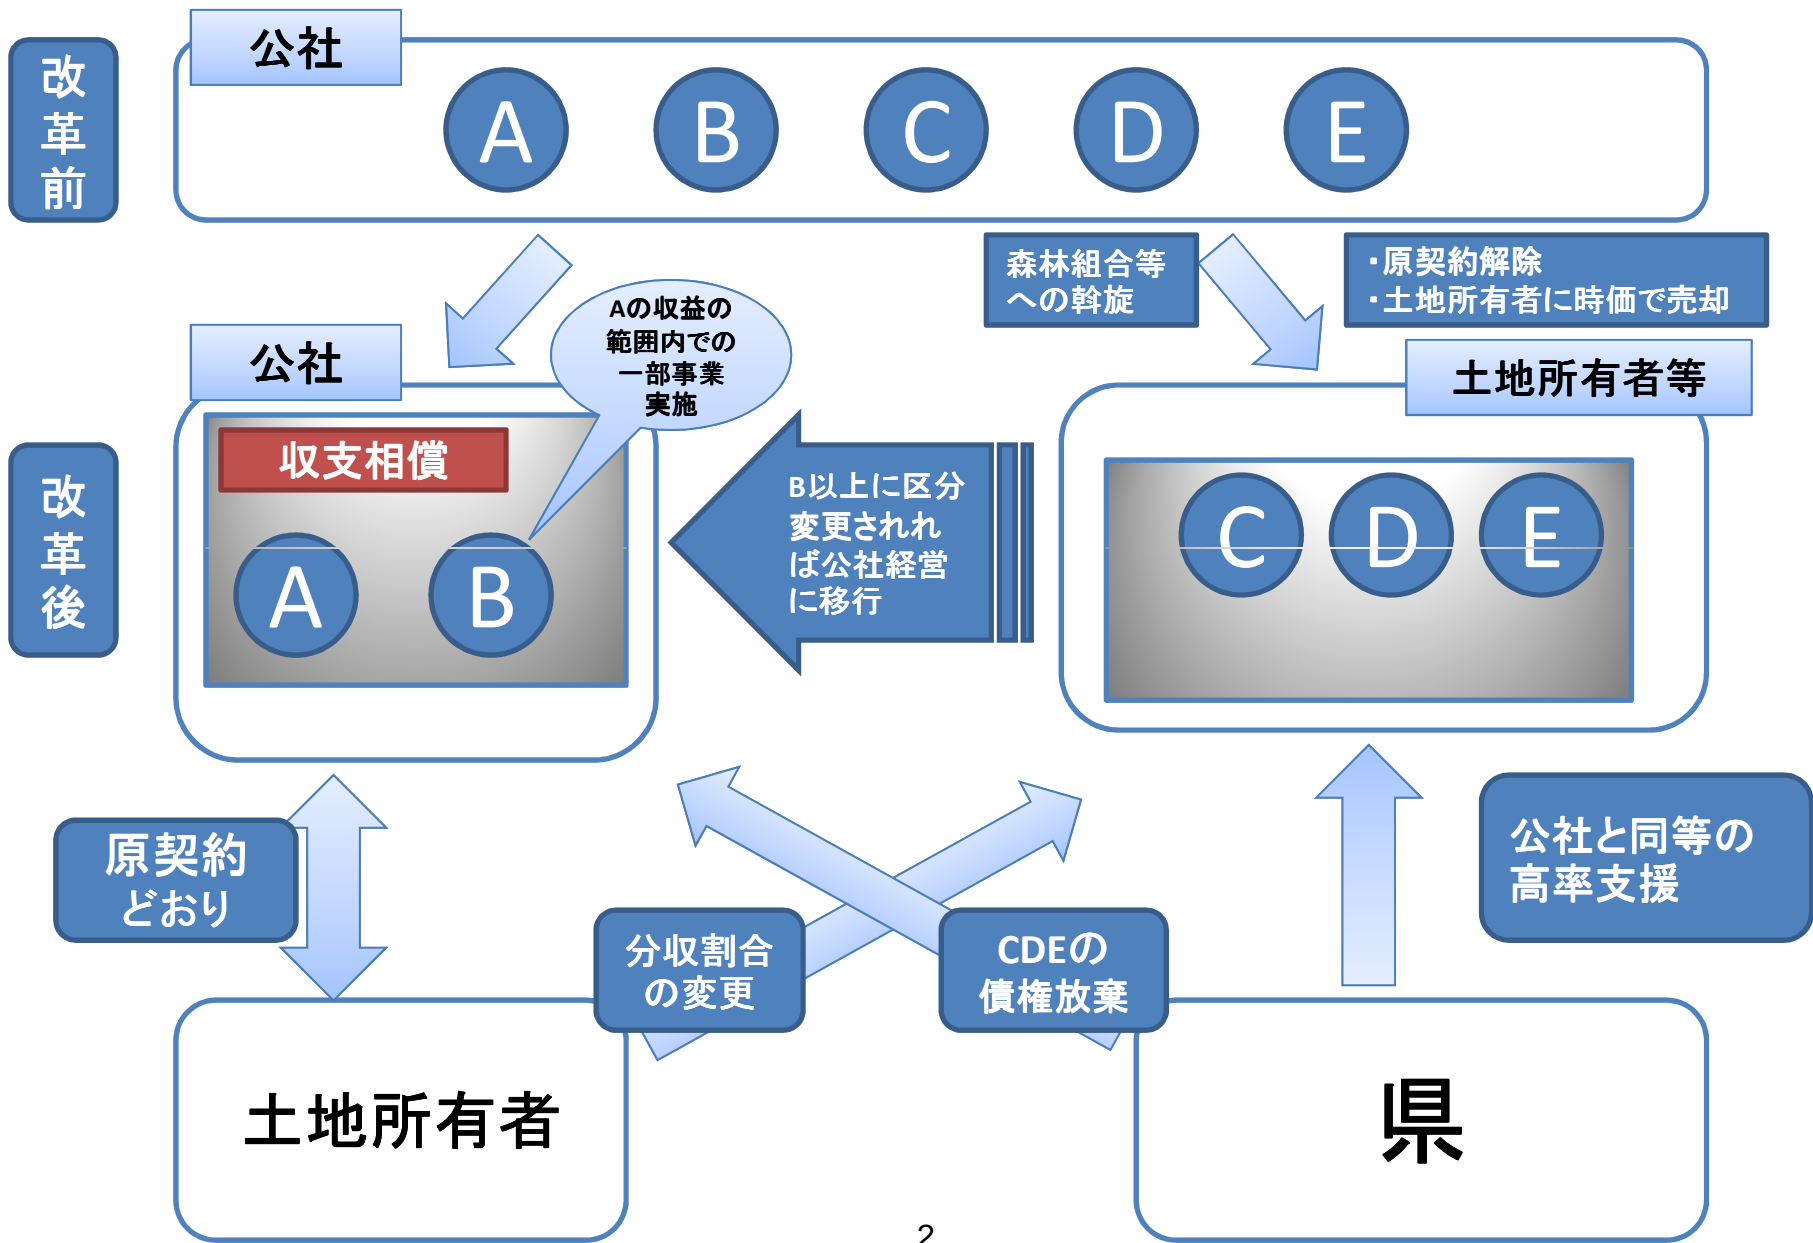 改革前
公社
A
B
C
D
E
森林組合等
への斡旋
・原契約解除
・土地所有者に時価で売却
Aの収益の
範囲内での
一部事業
実施
公社
土地所有者等
改革後
収支相償
A
B
B以上に区分
変更されれ
ば公社経営
に移行
C
D
E
原契約
どおり
公社と同等の
高率支援
分収割合
の変更
CDEの
債権放棄
土地所有者
県
2